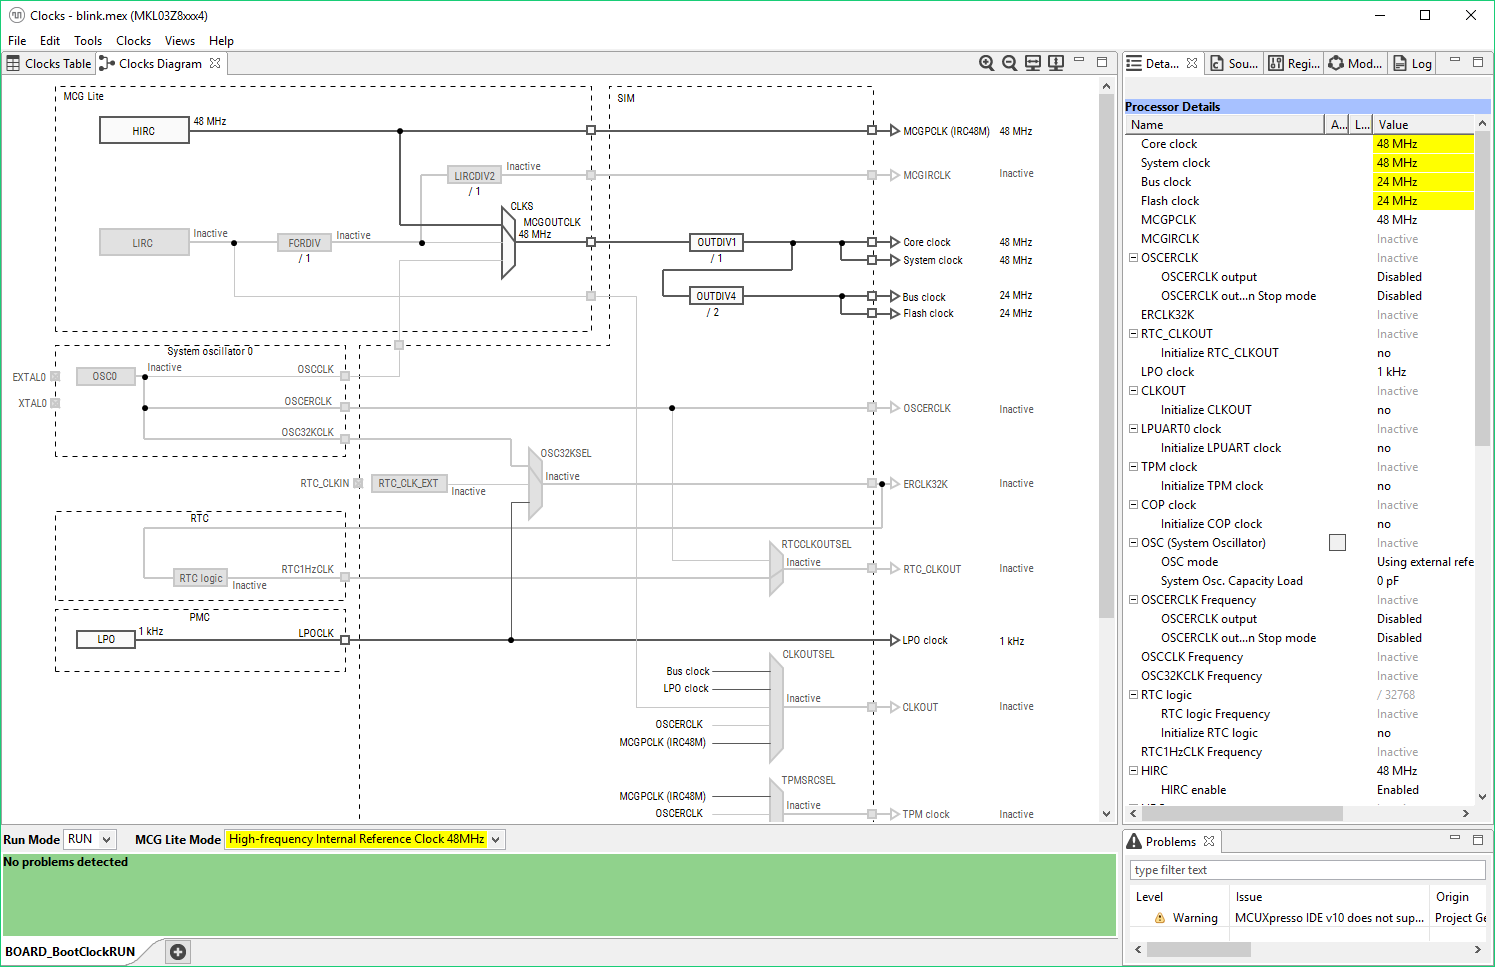 Clocks - blink.mex (MKL03Z8xxx4)
File Edit Tools Clocks Views Help
Clocks Table Clocks Diagram
MCG Lite
SIM
HIRC 48 MHz
MCGPCLK (IRC48M) 48 MHz
LIRCDIV2 Inactive
/ 1
MCGIRCLK Inactive
CLKS
MCGOUTCLK
48 MHz
LIRC Inactive
FCRDIV Inactive
/ 1
OUTDIV1
/ 1
Core clock 48 MHz
System clock 48 MHz
OUTDIV4
/ 2
Bus clock 24 MHz
Flash clock 24 MHz
System oscillator 0
EXTAL0
XTAL0
OSC0 Inactive
OSCCLK
OSCERCLK
OSC32KCLK
OSCERCLK Inactive
OSC32KSEL
Inactive
RTC_CLKIN RTC_CLK_EXT Inactive
ERCLK32K Inactive
RTC
RTC logic Inactive
RTC1HzCLK
RTCCLKOUTSEL
Inactive
RTC_CLKOUT Inactive
PMC
LPO 1 kHz
LPOCLK
LPO clock 1 kHz
CLKOUTSEL
Bus clock
LPO clock
Inactive
CLKOUT Inactive
OSCERCLK
MCGPCLK (IRC48M)
TPMSRCSEL
MCGPCLK (IRC48M)
Inactive
OSCERCLK
TPM clock Inactive
Run Mode RUN MCG Lite Mode High-frequency Internal Reference Clock 48MHz
No problems detected
BOARD_BootClockRUN
Deta... Sou... Regi... Mod... Log
Processor Details
Name A... L... Value
Core clock 48 MHz
System clock 48 MHz
Bus clock 24 MHz
Flash clock 24 MHz
MCGPCLK 48 MHz
MCGIRCLK Inactive
OSCERCLK Inactive
OSCERCLK output Disabled
OSCERCLK out...n Stop mode Disabled
ERCLK32K Inactive
RTC_CLKOUT Inactive
Initialize RTC_CLKOUT no
LPO clock 1 kHz
CLKOUT Inactive
Initialize CLKOUT no
LPUART0 clock Inactive
Initialize LPUART clock no
TPM clock Inactive
Initialize TPM clock no
COP clock Inactive
Initialize COP clock no
OSC (System Oscillator) Inactive
OSC mode Using external refe
System Osc. Capacity Load 0 pF
OSCERCLK Frequency Inactive
OSCERCLK output Disabled
OSCERCLK out...n Stop mode Disabled
OSCCLK Frequency Inactive
OSC32KCLK Frequency Inactive
RTC logic / 32768
RTC logic Frequency Inactive
Initialize RTC logic no
RTC1HzCLK Frequency Inactive
HIRC 48 MHz
HIRC enable Enabled
Problems
type filter text
Level Issue Origin
Warning MCUXpresso IDE v10 does not sup... Project Ge